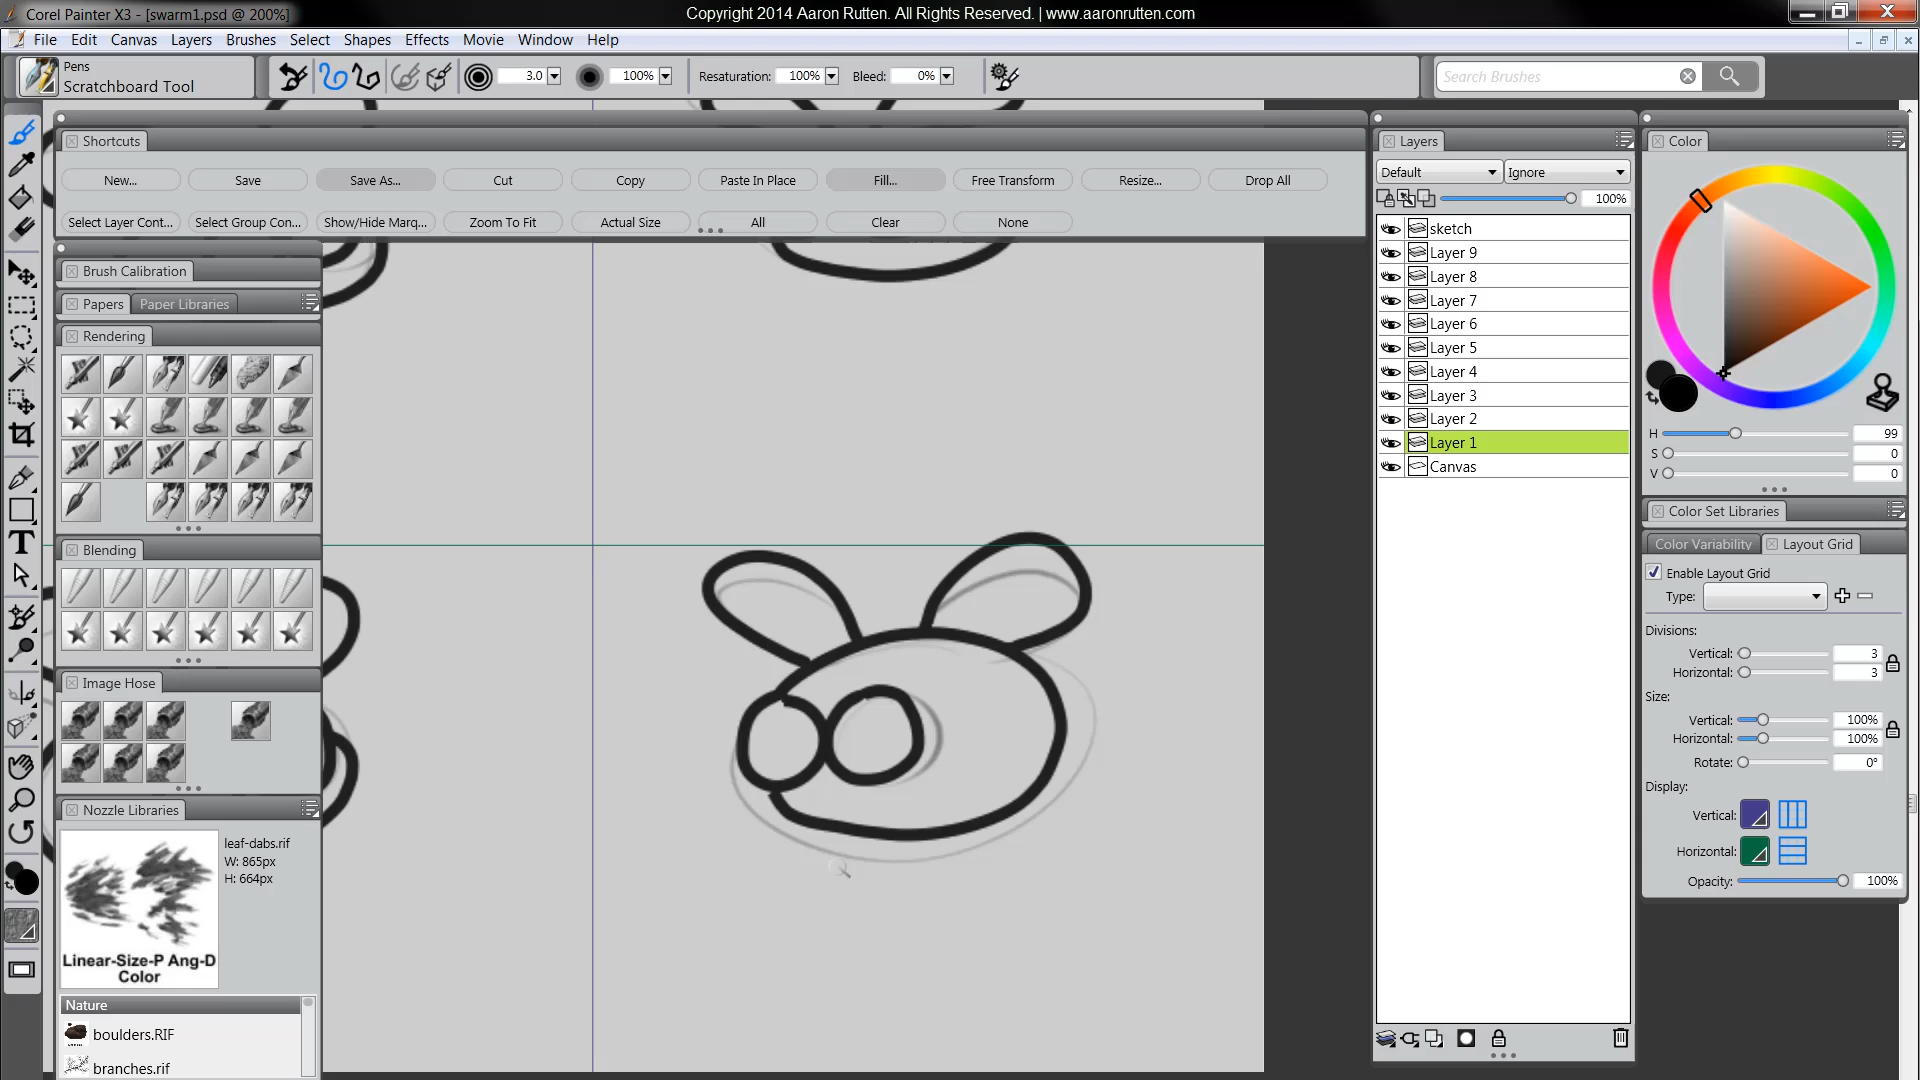 Corel Painter X3 - [swarm1.psd @ 200%]
Copyright 2014 Aaron Rutten. All Rights Reserved. | www.aaronrutten.com
File Edit Canvas Layers Brushes Select Shapes Effects Movie Window Help
Pens
Scratchboard Tool
3.0 100% Resaturation: 100% Bleed: 0%
Search Brushes
Shortcuts
New... Save Save As... Cut Copy Paste In Place Fill... Free Transform Resize... Drop All
Select Layer Cont... Select Group Con... Show/Hide Marq... Zoom To Fit Actual Size All Clear None
Brush Calibration
Papers Paper Libraries
Rendering
Blending
Image Hose
Nozzle Libraries
leaf-dabs.rif
W: 865px
H: 664px
Linear-Size-P Ang-D
Color
Nature
boulders.RIF
branches.rif
Layers
Default Ignore
100%
sketch
Layer 9
Layer 8
Layer 7
Layer 6
Layer 5
Layer 4
Layer 3
Layer 2
Layer 1
Canvas
Color
H 99
S 0
V 0
Color Set Libraries
Color Variability Layout Grid
Enable Layout Grid
Type:
Divisions:
Vertical: 3
Horizontal: 3
Size:
Vertical: 100%
Horizontal: 100%
Rotate: 0°
Display:
Vertical:
Horizontal:
Opacity: 100%